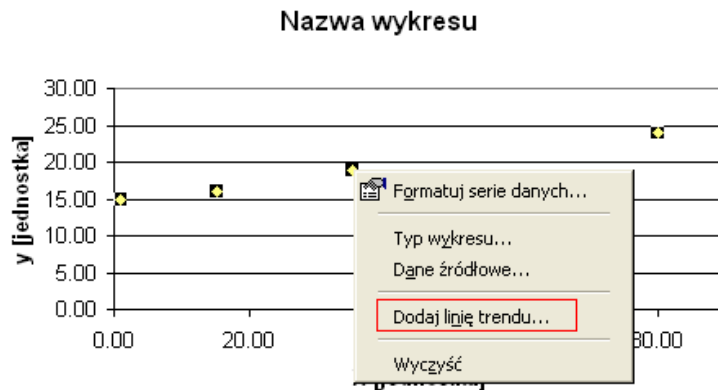 Nazwa wykresu
30.00
25.00
20.00
15.00
10.00
5.00
0.00
y [jednostka]
0.00 20.00 80.00
Formatuj serie danych...
Typ wykresu...
Dane źródłowe...
Dodaj linię trendu...
Wyczyść